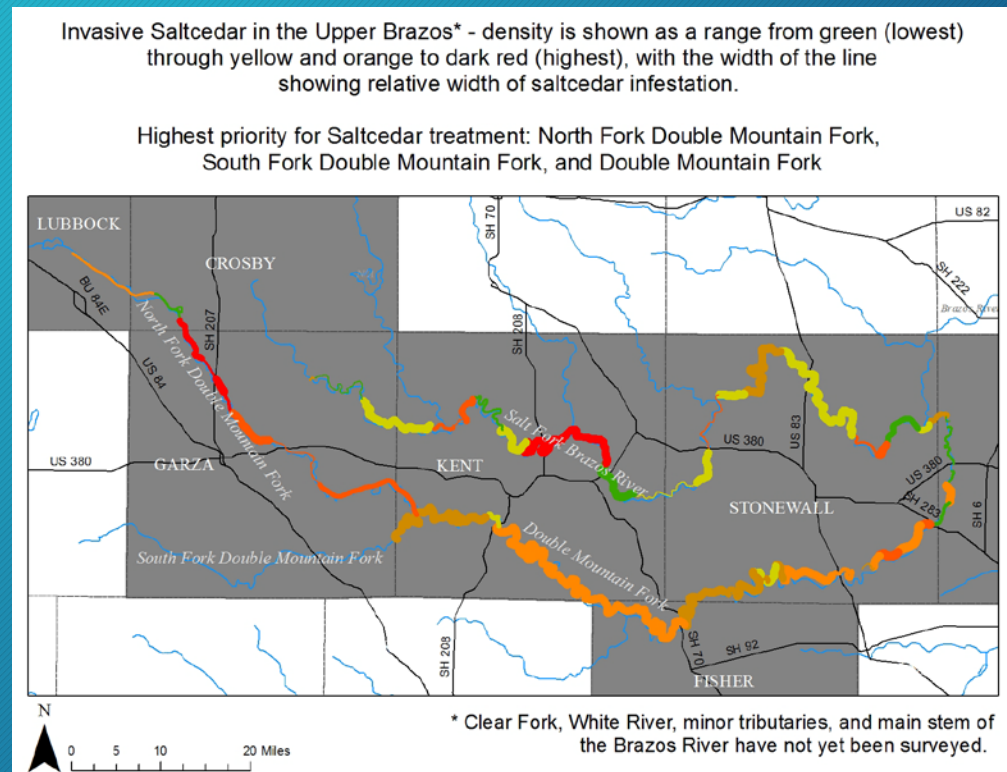 Invasive Saltcedar in the Upper Brazos* - density is shown as a range from green (lowest)
through yellow and orange to dark red (highest), with the width of the line
showing relative width of saltcedar infestation.
Highest priority for Saltcedar treatment: North Fork Double Mountain Fork,
South Fork Double Mountain Fork, and Double Mountain Fork
LUBBOCK
SH 70
US 82
CROSBY
SH 222
BU 84E
SH 207
Brazos River
North Fork Double Mountain Fork
SH 208
US 84
Salt Fork Brazos River
US 83
US 380
US 380
GARZA
KENT
US 380
STONEWALL
SH 283
SH 6
South Fork Double Mountain Fork
Double Mountain Fork
SH 208
SH 70
SH 92
FISHER
N
0 5 10 20 Miles
* Clear Fork, White River, minor tributaries, and main stem of
the Brazos River have not yet been surveyed.